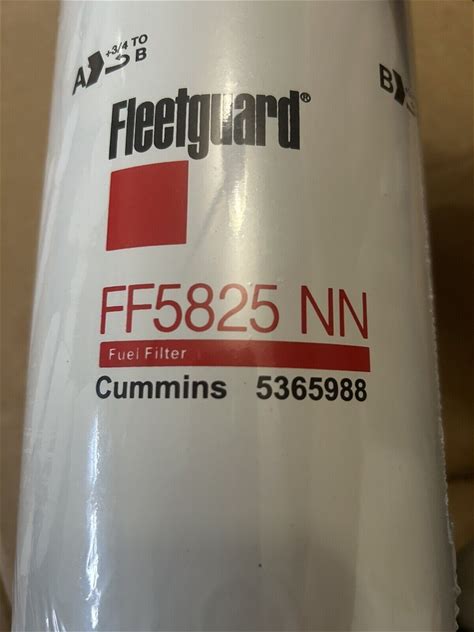 +3/4 TO
A B
B
Fleetguard®
FF5825 NN
Fuel Filter
Cummins 5365988